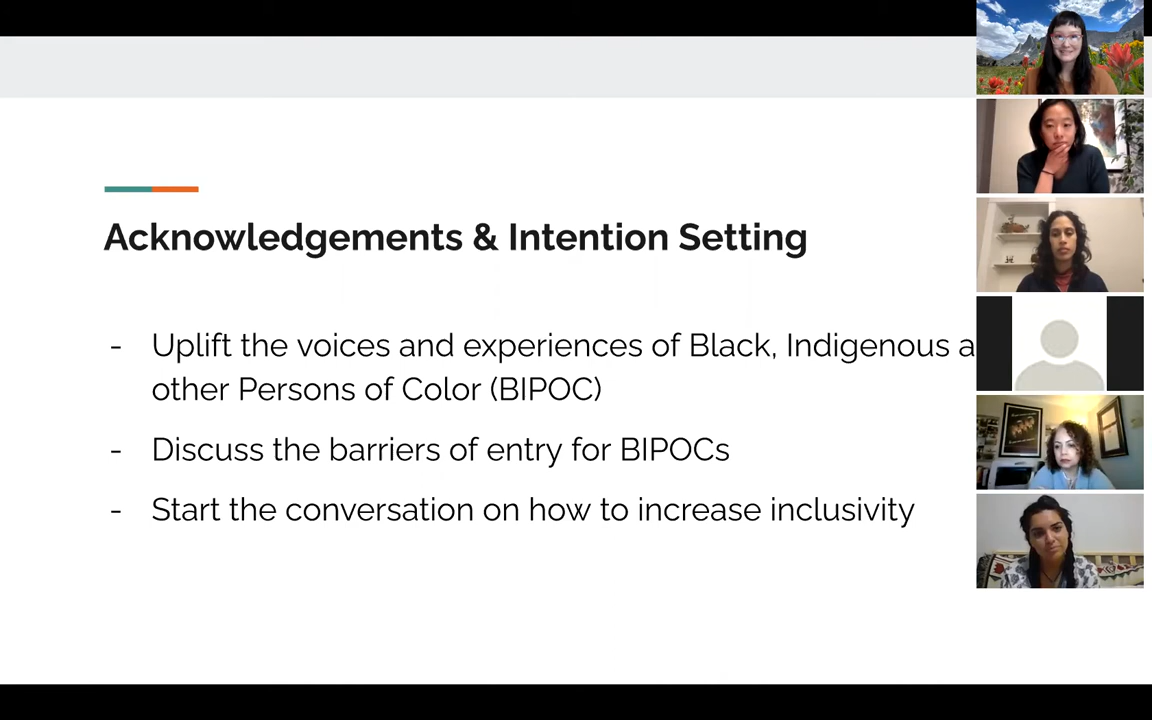 Acknowledgements & Intention Setting
- Uplift the voices and experiences of Black, Indigenous a
other Persons of Color (BIPOC)
- Discuss the barriers of entry for BIPOCs
- Start the conversation on how to increase inclusivity